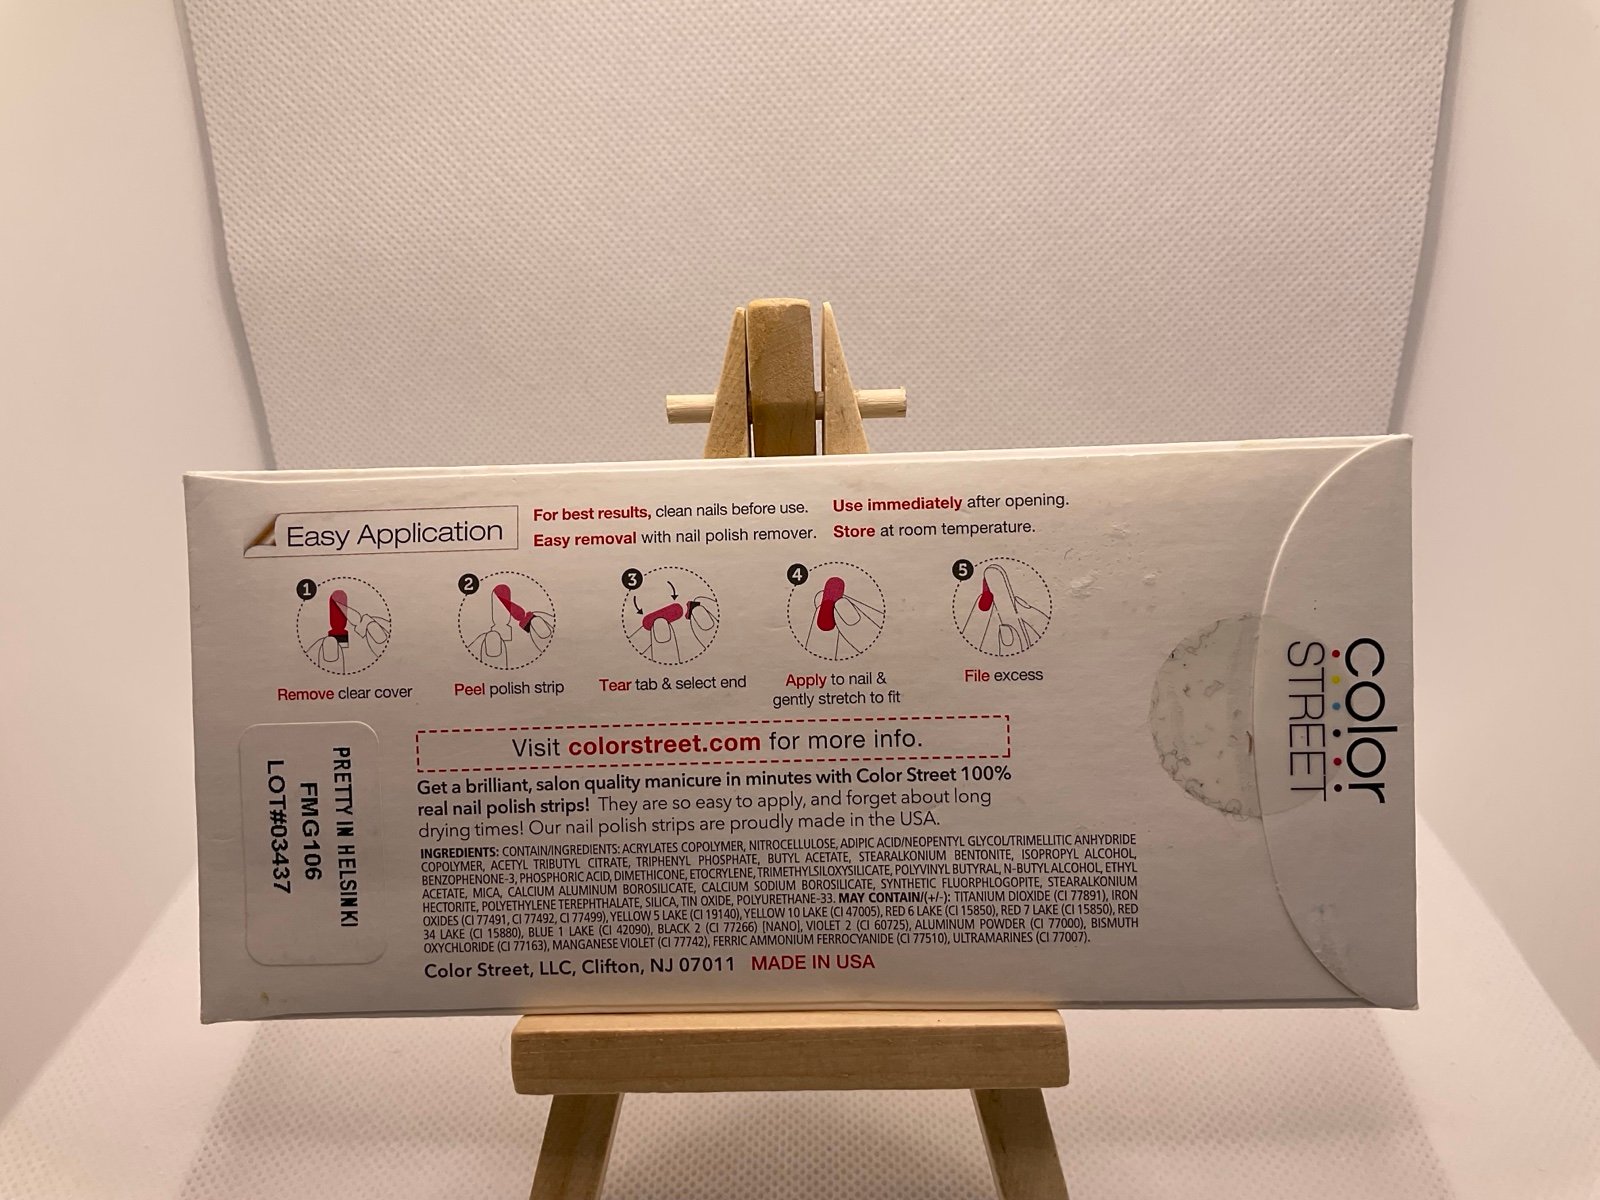 Easy Application
For best results, clean nails before use.
Easy removal with nail polish remover.
Use immediately after opening.
Store at room temperature.
1
Remove clear cover
2
Peel polish strip
3
Tear tab & select end
4
Apply to nail &
gently stretch to fit
5
File excess
Visit colorstreet.com for more info.
Get a brilliant, salon quality manicure in minutes with Color Street 100%
real nail polish strips! They are so easy to apply, and forget about long
drying times! Our nail polish strips are proudly made in the USA.
INGREDIENTS: CONTAIN/INGREDIENTS: ACRYLATES COPOLYMER, NITROCELLULOSE, ADIPIC ACID/NEOPENTYL GLYCOL/TRIMELLITIC ANHYDRIDE
COPOLYMER, ACETYL TRIBUTYL CITRATE, TRIPHENYL PHOSPHATE, BUTYL ACETATE, STEARALKONIUM BENTONITE, ISOPROPYL ALCOHOL,
BENZOPHENONE-3, PHOSPHORIC ACID, DIMETHICONE, ETOCRYLENE, TRIMETHYLSILOXYSILICATE, POLYVINYL BUTYRAL, N-BUTYL ALCOHOL, ETHYL
ACETATE, MICA, CALCIUM ALUMINUM BOROSILICATE, CALCIUM SODIUM BOROSILICATE, SYNTHETIC FLUORPHLOGOPITE, STEARALKONIUM
HECTORITE, POLYETHYLENE TEREPHTHALATE, SILICA, TIN OXIDE, POLYURETHANE-33. MAY CONTAIN/(+/-): TITANIUM DIOXIDE (CI 77891), IRON
OXIDES (CI 77491, CI 77492, CI 77499), YELLOW 5 LAKE (CI 19140), YELLOW 10 LAKE (CI 47005), RED 6 LAKE (CI 15850), RED 7 LAKE (CI 15850), RED
34 LAKE (CI 15880), BLUE 1 LAKE (CI 42090), BLACK 2 (CI 77266) [NANO], VIOLET 2 (CI 60725), ALUMINUM POWDER (CI 77000), BISMUTH
OXYCHLORIDE (CI 77163), MANGANESE VIOLET (CI 77742), FERRIC AMMONIUM FERROCYANIDE (CI 77510), ULTRAMARINES (CI 77007).
Color Street, LLC, Clifton, NJ 07011 MADE IN USA
PRETTY IN HELSINKI
FMG106
LOT#03437
color
STREET